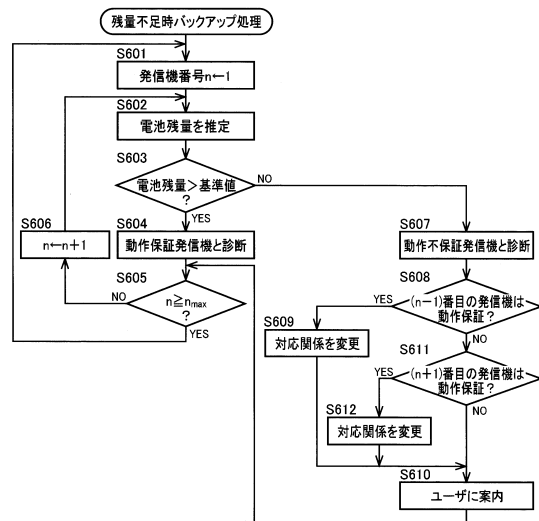 残量不足時バックアップ処理
S601
発信機番号n←1
S602
電池残量を推定
S603
電池残量>基準値
?
NO
YES
S604
動作保証発信機と診断
S605
n≧nmax
?
NO
YES
S606
n←n+1
S607
動作不保証発信機と診断
S608
(n−1)番目の発信機は
動作保証?
YES
NO
S609
対応関係を変更
S611
(n+1)番目の発信機は
動作保証?
YES
NO
S612
対応関係を変更
S610
ユーザに案内